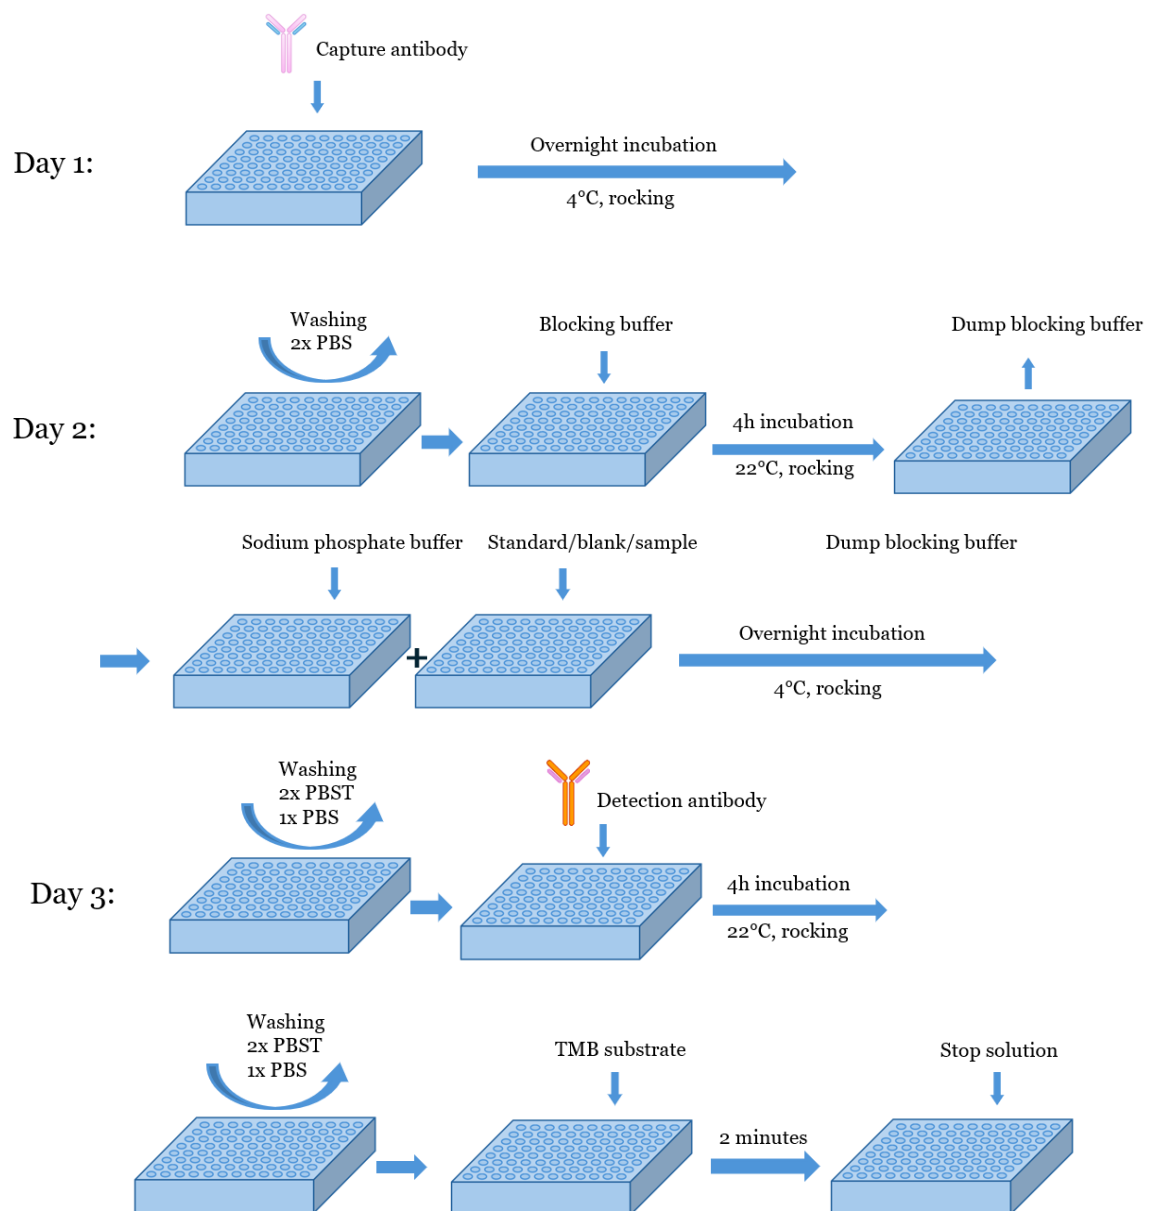 Capture antibody
Day 1:
Overnight incubation
4°C, rocking
Washing
2x PBS
Blocking buffer
Dump blocking buffer
Day 2:
4h incubation
22°C, rocking
Sodium phosphate buffer
Standard/blank/sample
Dump blocking buffer
+
Overnight incubation
4°C, rocking
Washing
2x PBST
1x PBS
Detection antibody
Day 3:
4h incubation
22°C, rocking
Washing
2x PBST
1x PBS
TMB substrate
Stop solution
2 minutes